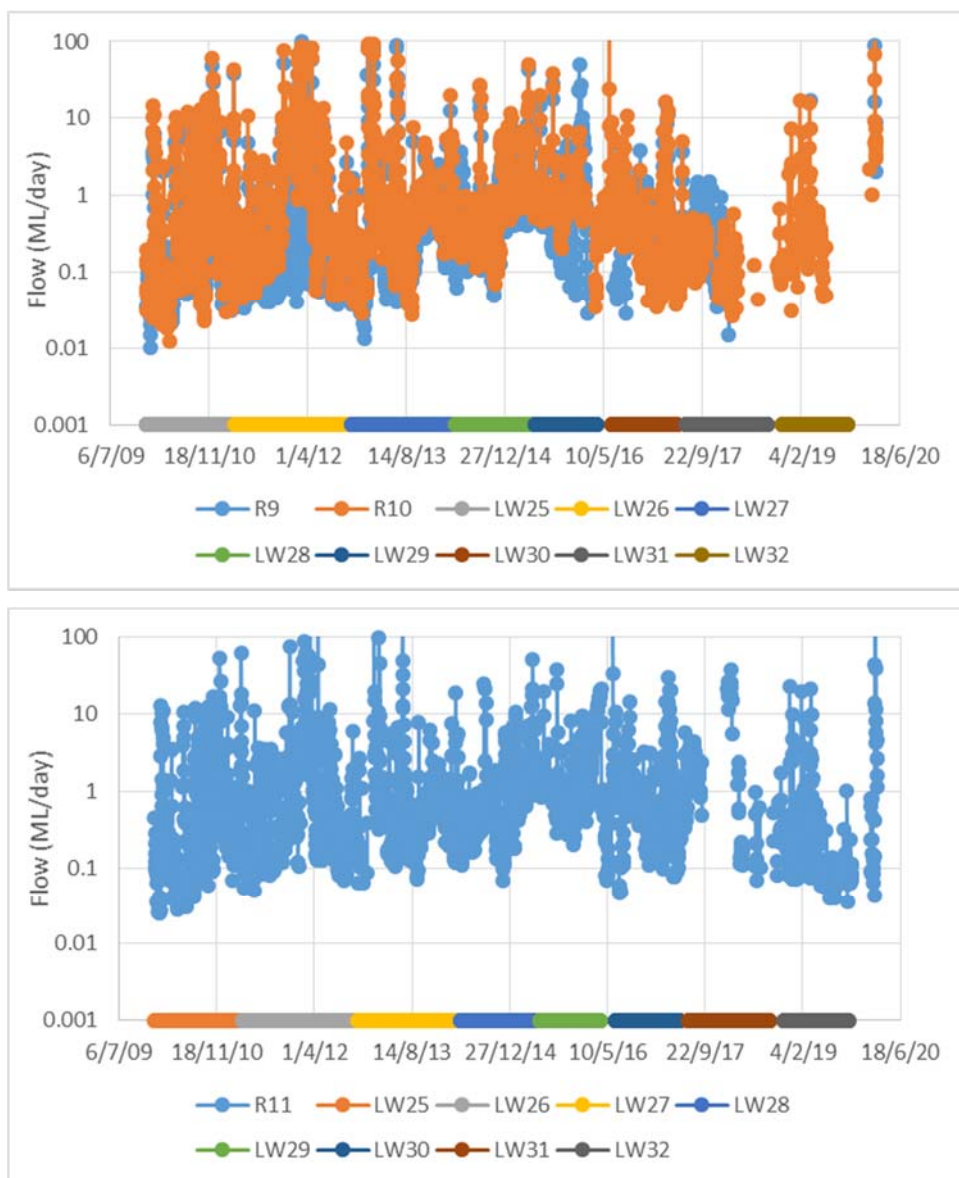 100
10
1
0.1
0.01
0.001
Flow (ML/day)
6/7/09 18/11/10 1/4/12 14/8/13 27/12/14 10/5/16 22/9/17 4/2/19 18/6/20
R9 R10 LW25 LW26 LW27
LW28 LW29 LW30 LW31 LW32
100
10
1
0.1
0.01
0.001
Flow (ML/day)
6/7/09 18/11/10 1/4/12 14/8/13 27/12/14 10/5/16 22/9/17 4/2/19 18/6/20
R11 LW25 LW26 LW27 LW28
LW29 LW30 LW31 LW32